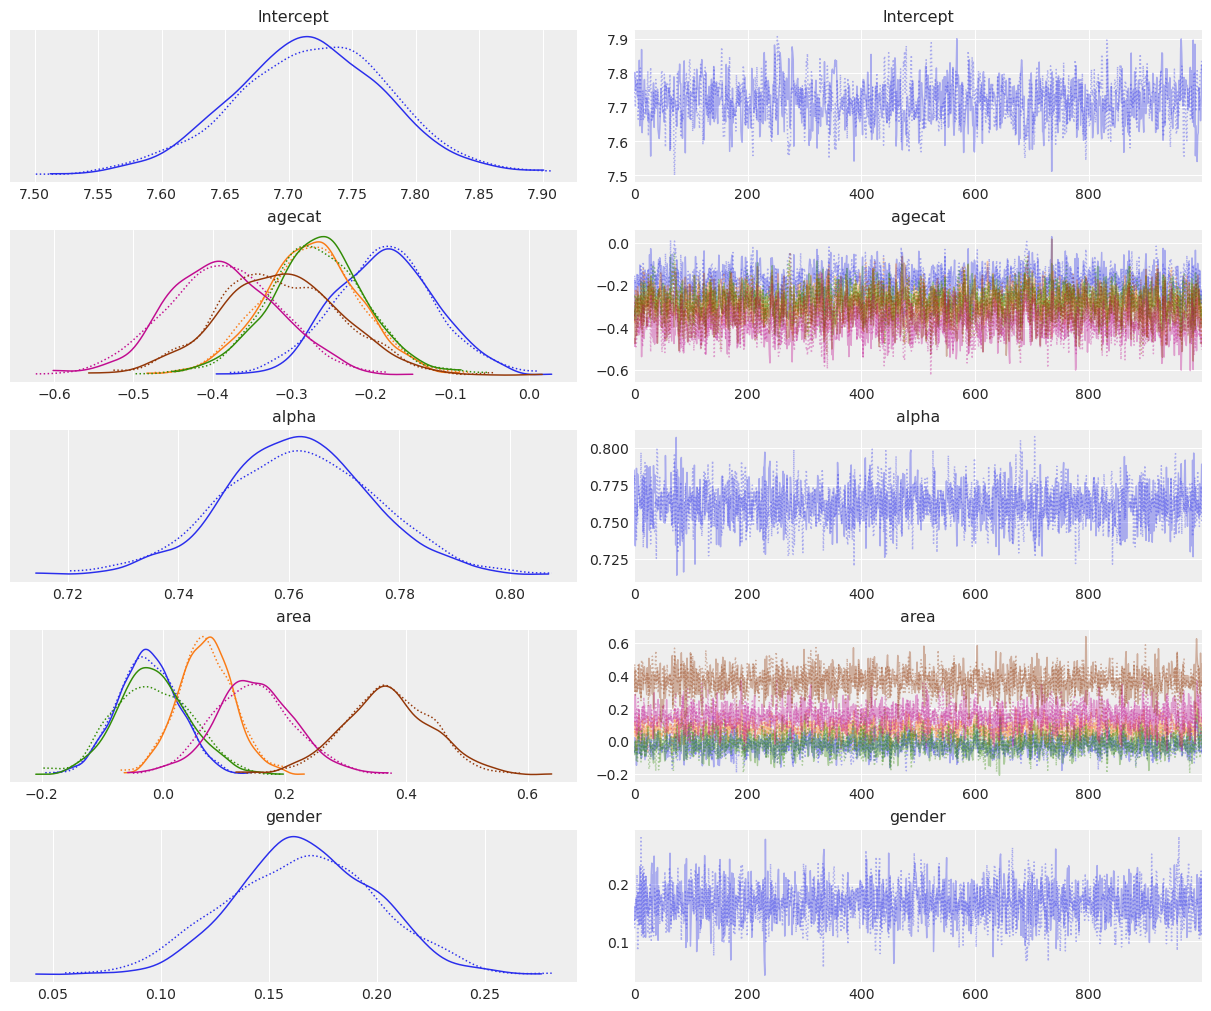 Intercept
7.50 7.55 7.60 7.65 7.70 7.75 7.80 7.85 7.90
Intercept
7.9
7.8
7.7
7.6
7.5
0 200 400 600 800
agecat
−0.6 −0.5 −0.4 −0.3 −0.2 −0.1 0.0
agecat
0.0
−0.2
−0.4
−0.6
0 200 400 600 800
alpha
0.72 0.74 0.76 0.78 0.80
alpha
0.800
0.775
0.750
0.725
0 200 400 600 800
area
−0.2 0.0 0.2 0.4 0.6
area
0.6
0.4
0.2
0.0
−0.2
0 200 400 600 800
gender
0.05 0.10 0.15 0.20 0.25
gender
0.2
0.1
0 200 400 600 800